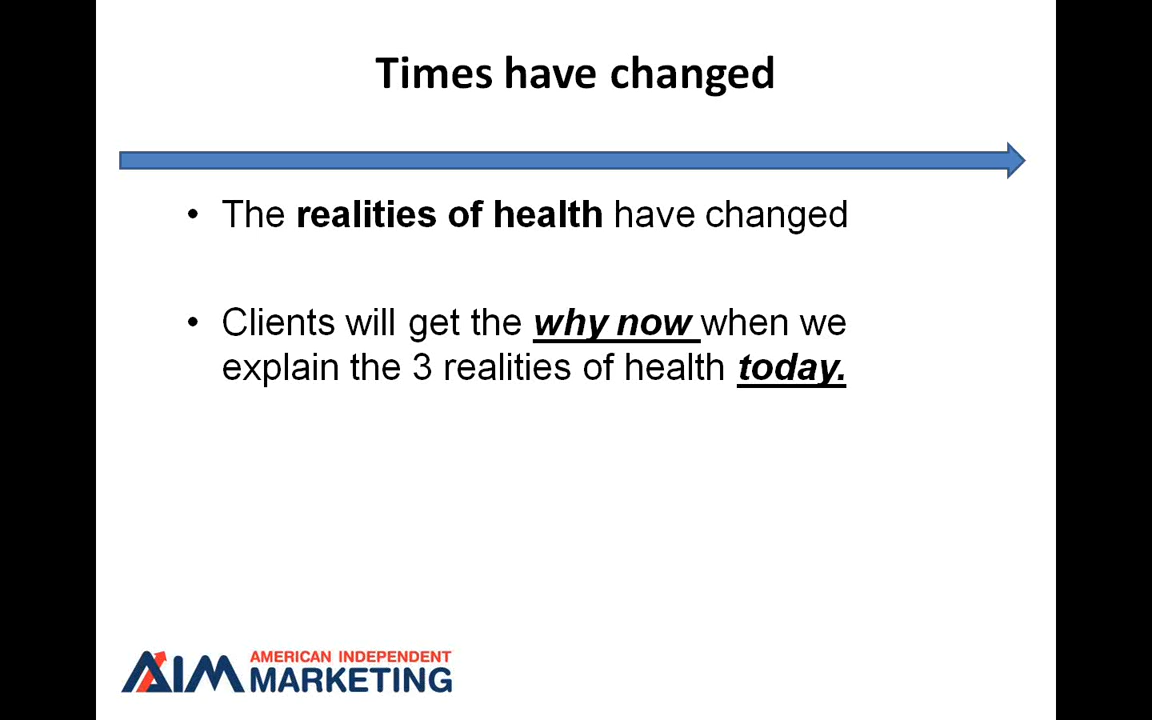 Times have changed
• The realities of health have changed
• Clients will get the why now when we
explain the 3 realities of health today.
AIM AMERICAN INDEPENDENT
MARKETING